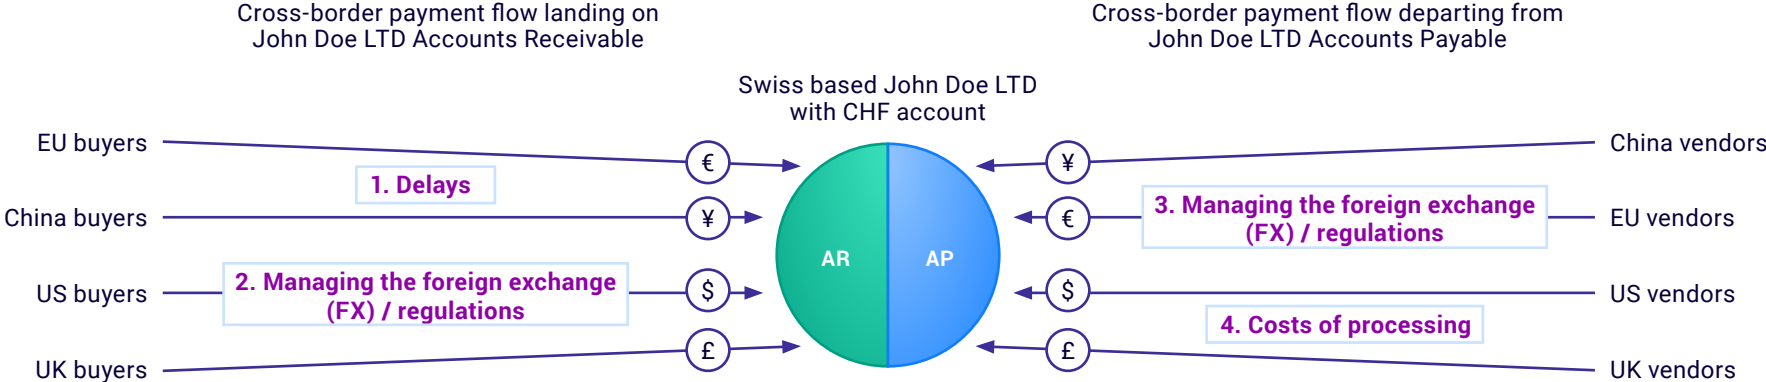 Cross-border payment flow landing on
John Doe LTD Accounts Receivable
Cross-border payment flow departing from
John Doe LTD Accounts Payable
Swiss based John Doe LTD
with CHF account
EU buyers
€
1. Delays
China buyers
¥
2. Managing the foreign exchange
(FX) / regulations
US buyers
$
UK buyers
£
AR
AP
¥
China vendors
€
3. Managing the foreign exchange
(FX) / regulations
EU vendors
$
US vendors
4. Costs of processing
£
UK vendors